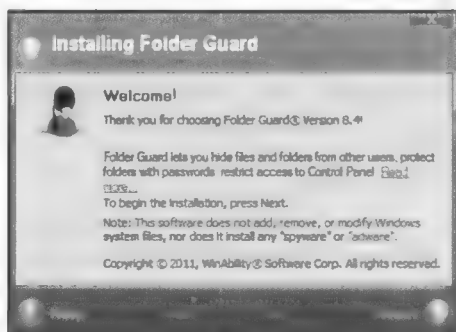 Installing Folder Guard
Welcome!
Thank you for choosing Folder Guard® Version 8.4!
Folder Guard lets you hide files and folders from other users, protect
folders with passwords, restrict access to Control Panel. Read
more...
To begin the installation, press Next.
Note: This software does not add, remove, or modify Windows
system files, nor does it install any "spyware" or "adware".
Copyright © 2011, WinAbility® Software Corp. All rights reserved.